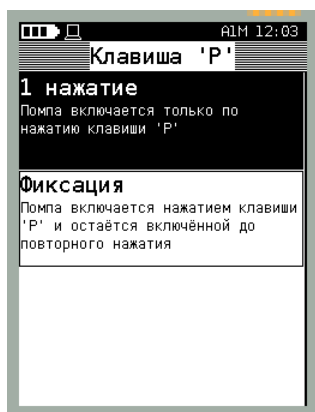 A1M 12:03
Клавиша 'P'
1 нажатие
Помпа включается только по
нажатию клавиши 'P'
Фиксация
Помпа включается нажатием клавиши
'P' и остаётся включённой до
повторного нажатия